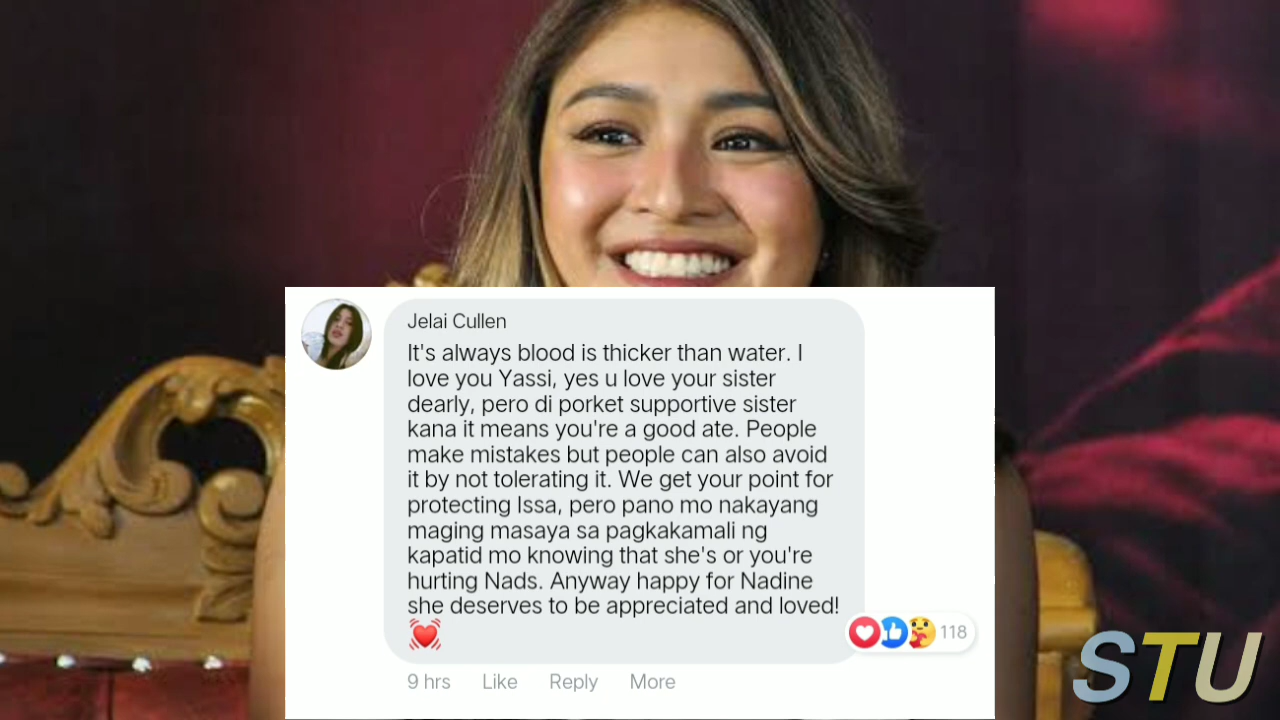 Jelai Cullen
It's always blood is thicker than water. I
love you Yassi, yes u love your sister
dearly, pero di porket supportive sister
kana it means you're a good ate. People
make mistakes but people can also avoid
it by not tolerating it. We get your point for
protecting Issa, pero pano mo nakayang
maging masaya sa pagkakamali ng
kapatid mo knowing that she's or you're
hurting Nads. Anyway happy for Nadine
she deserves to be appreciated and loved!
118
9 hrs Like Reply More
STU